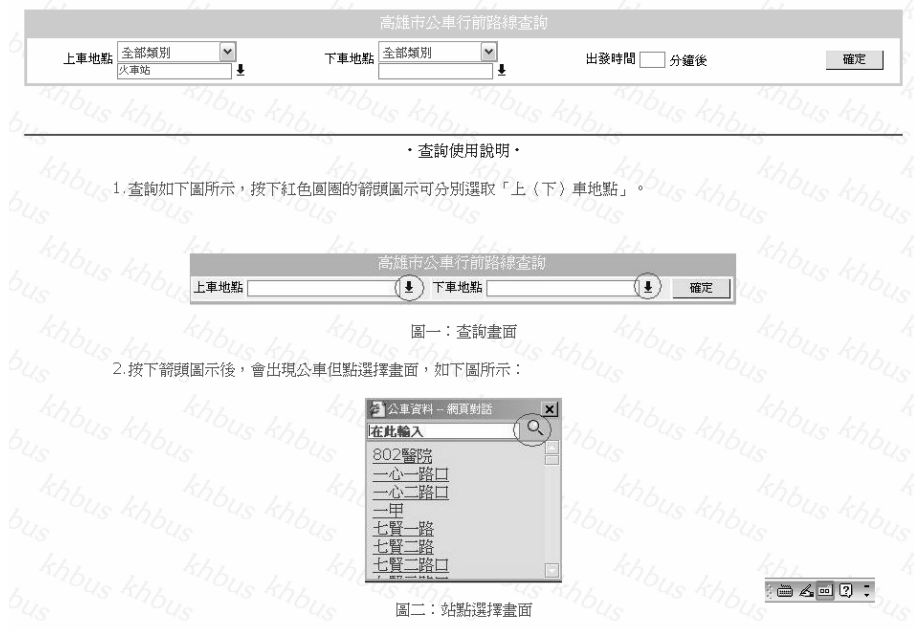 高雄市公車行前路線查詢
上車地點 全部類別 下車地點 全部類別 出發時間 分鐘後 確定
火車站
・查詢使用說明・
1.查詢如下圖所示，按下紅色圓圈的箭頭圖示可分別選取「上〈下〉車地點」。
高雄市公車行前路線查詢
上車地點 下車地點 確定
圖一：查詢畫面
2.按下箭頭圖示後，會出現公車但點選擇畫面，如下圖所示：
公車資料 -- 網頁對話
在此輸入
802醫院
一心一路口
一心二路口
一甲
七賢一路
七賢二路
七賢二路口
圖二：站點選擇畫面
khbus